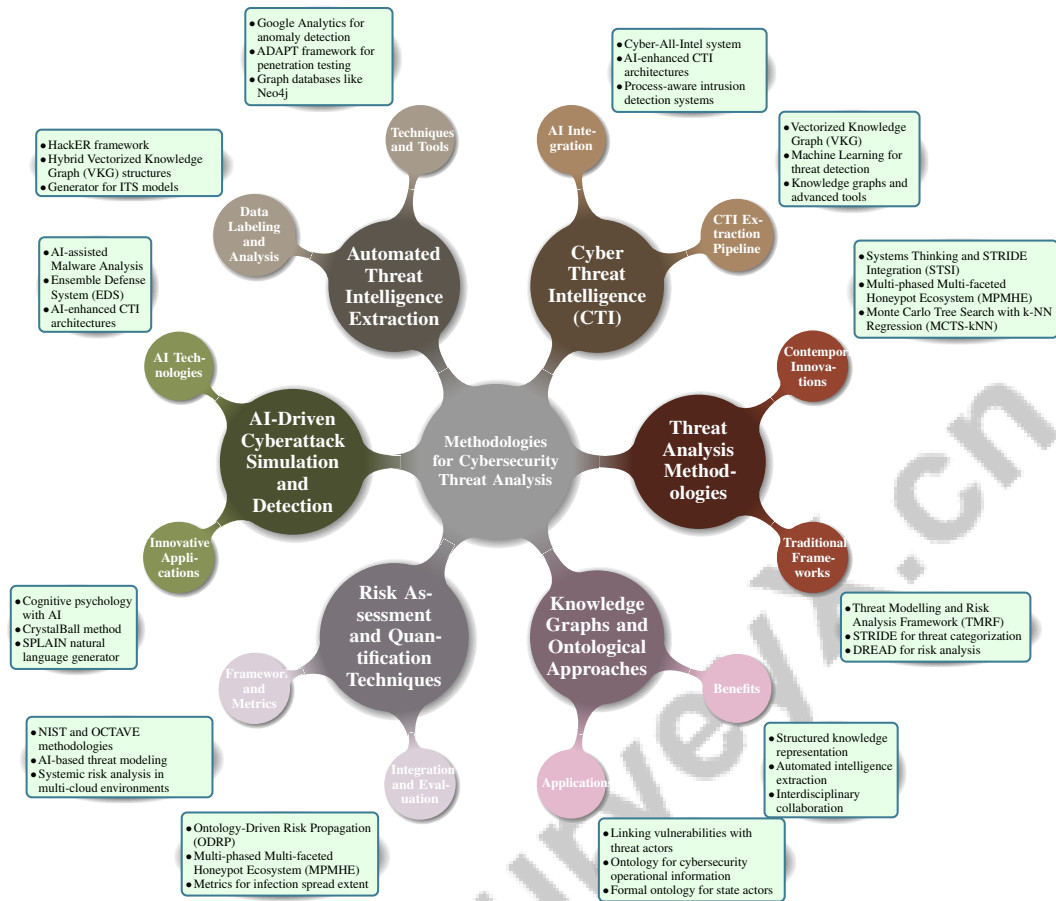 ● Google Analytics for
anomaly detection
● ADAPT framework for
penetration testing
● Graph databases like
Neo4j
● Cyber-All-Intel system
● AI-enhanced CTI
architectures
● Process-aware intrusion
detection systems
Techniques
and Tools
AI Inte-
gration
● HackER framework
● Hybrid Vectorized Knowledge
Graph (VKG) structures
● Generator for ITS models
● Vectorized Knowledge
Graph (VKG)
● Machine Learning for
threat detection
● Knowledge graphs and
advanced tools
Data
Labeling
and
Analysis
CTI Ex-
traction
Pipeline
Automated
Threat
Intelligence
Extraction
Cyber
Threat
Intelligence
(CTI)
● AI-assisted
Malware Analysis
● Ensemble Defense
System (EDS)
● AI-enhanced CTI
architectures
● Systems Thinking and STRIDE
Integration (STSI)
● Multi-phased Multi-faceted
Honeypot Ecosystem (MPMHE)
● Monte Carlo Tree Search with k-NN
Regression (MCTS-kNN)
AI Tech-
nologies
Contempor
Innova-
tions
AI-Driven
Cyberattack
Simulation
and
Detection
Methodologies
for Cybersecurity
Threat Analysis
Threat
Analysis
Method-
ologies
Innovative
Appli-
cations
Traditional
Frame-
works
● Cognitive psychology
with AI
● CrystalBall method
● SPLAIN natural
language generator
Risk As-
sessment
and Quan-
tification
Techniques
Knowledge
Graphs and
Ontological
Approaches
● Threat Modelling and Risk
Analysis Framework (TMRF)
● STRIDE for threat categorization
● DREAD for risk analysis
Framewor
and
Metrics
Benefits
● NIST and OCTAVE
methodologies
● AI-based threat modeling
● Systemic risk analysis in
multi-cloud environments
Integration
and Eval-
uation
Applications
● Structured knowledge
representation
● Automated intelligence
extraction
● Interdisciplinary
collaboration
● Ontology-Driven Risk Propagation
(ODRP)
● Multi-phased Multi-faceted
Honeypot Ecosystem (MPMHE)
● Metrics for infection spread extent
● Linking vulnerabilities with
threat actors
● Ontology for cybersecurity
operational information
● Formal ontology for state actors
urveyx.cn